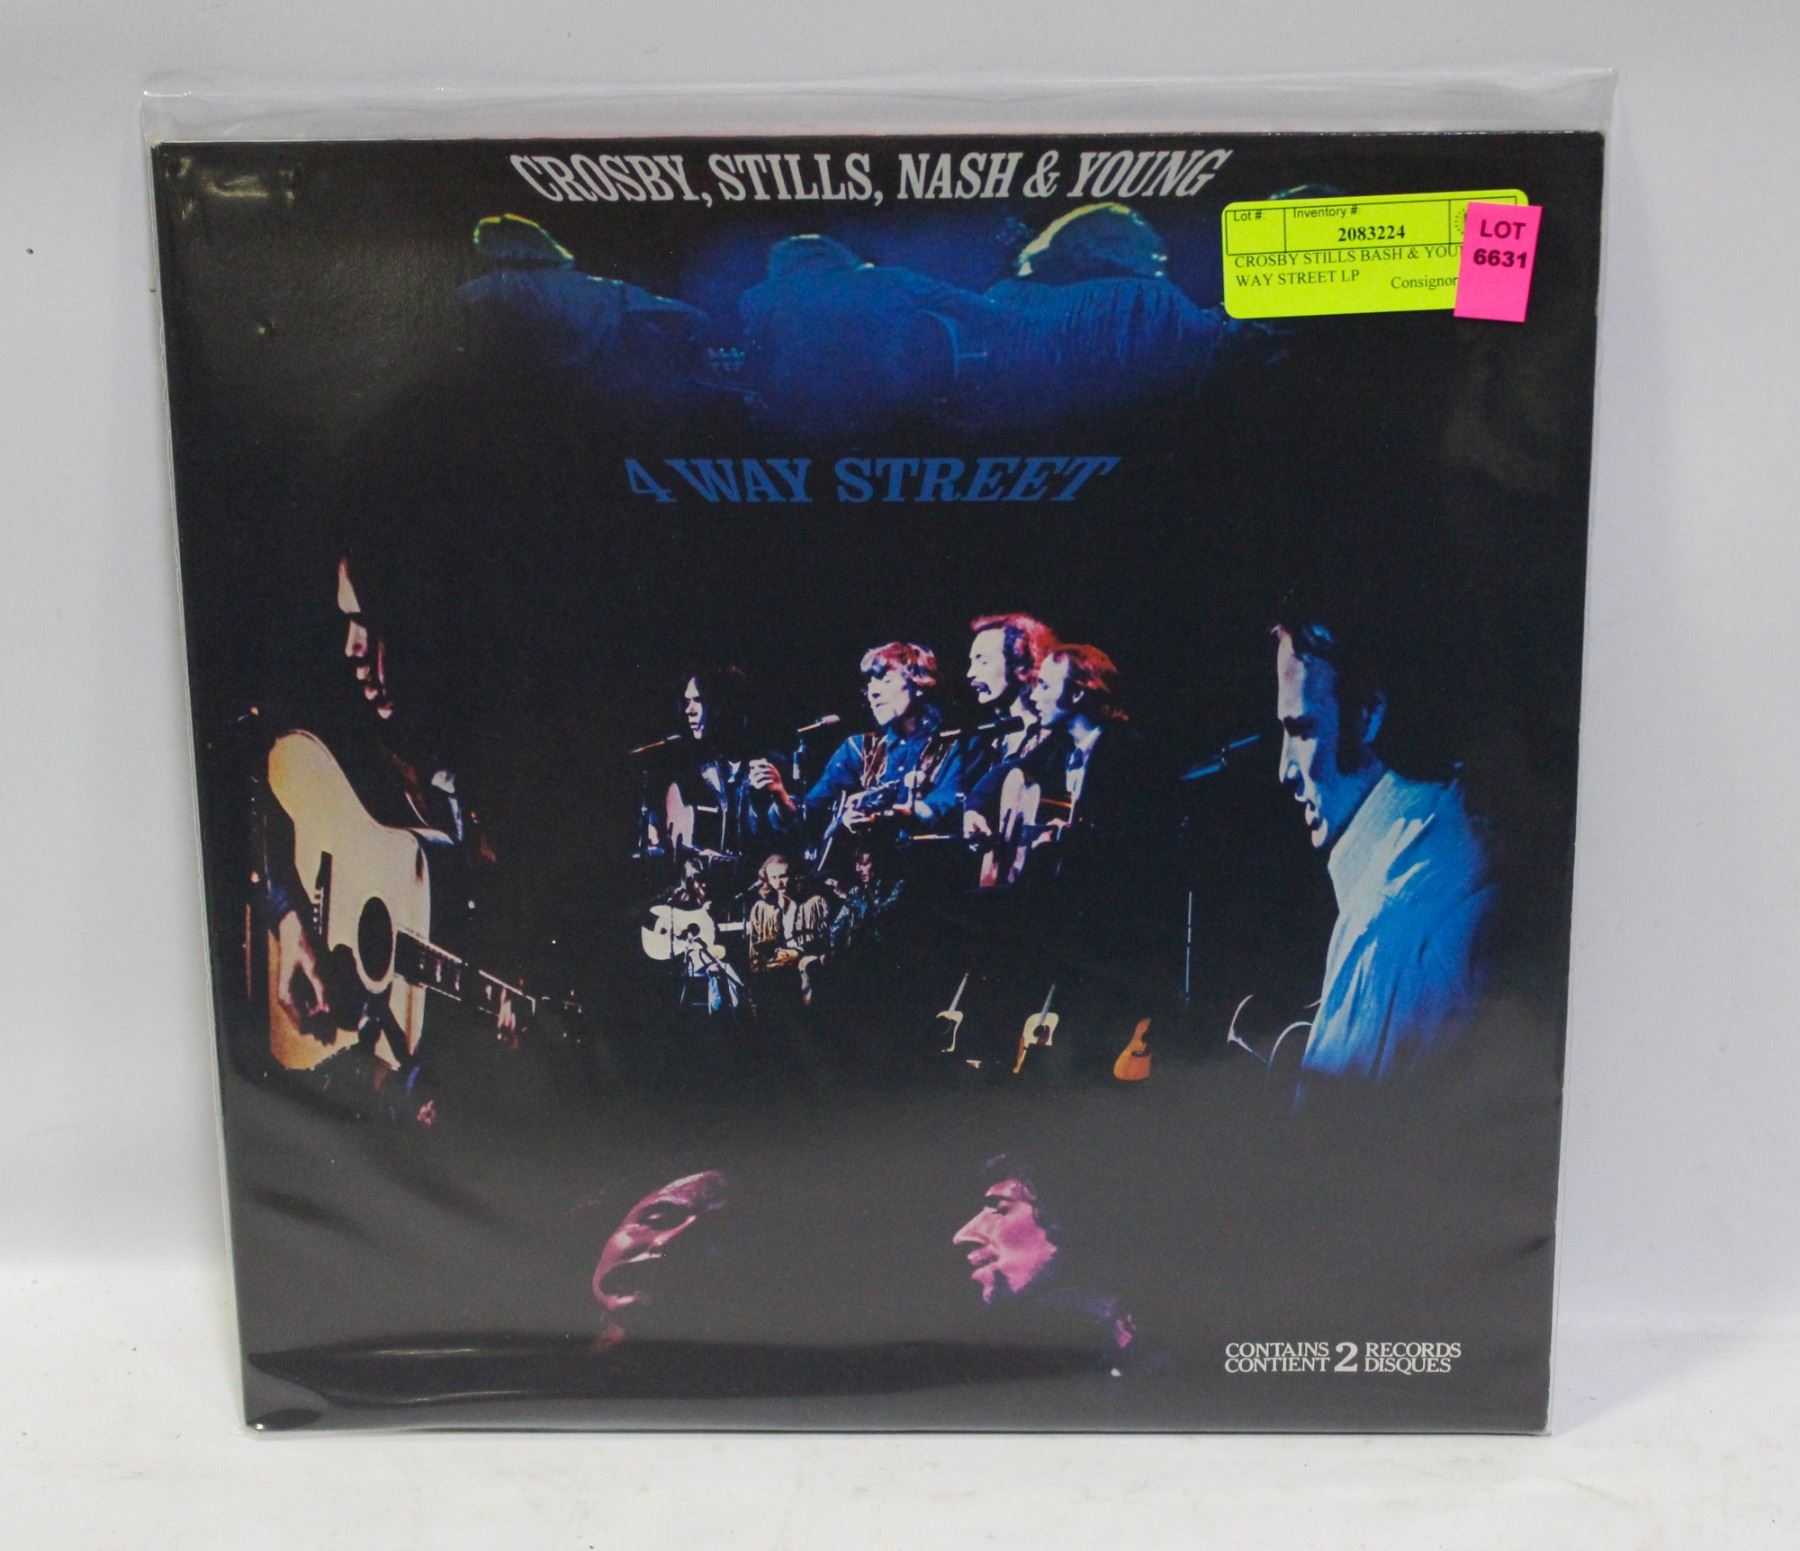 CROSBY, STILLS, NASH & YOUNG
Lot #: Inventory #:
2083224
CROSBY STILLS BASH & YOU
WAY STREET LP Consignor
LOT
6631
4 WAY STREET
CONTAINS 2 RECORDS
CONTIENT DISQUES